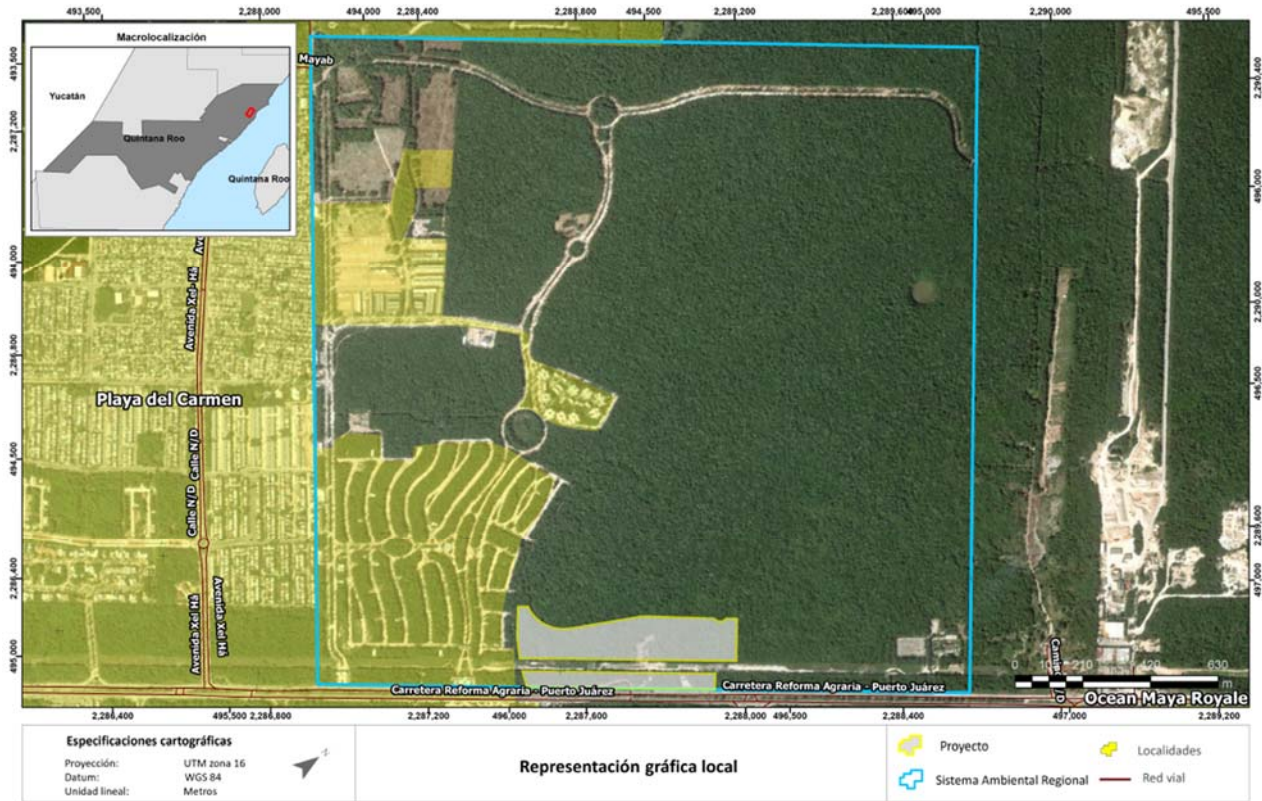 493,500
2,288,000
494,000
2,288,400
494,500
2,289,200
2,289,600
495,000
2,290,000
495,500
Macrolocalización
Yucatán
Quintana Roo
Quintana Roo
Mayab
493,500
2,287,200
494,000
2,286,800
494,500
2,286,400
495,000
2,290,400
496,000
2,290,000
496,500
2,289,600
497,000
2,289,200
Avenida Xel-Há
Playa del Carmen
Calle N/D
Calle N/D
Avenida Xel Há
Avenida Xel Há
Carretera Reforma Agraria - Puerto Juárez
Carretera Reforma Agraria - Puerto Juárez
0
210
420
630
m
Ocean Maya Royale
2,286,400
495,500
2,286,800
2,287,200
496,000
2,287,600
2,288,000
496,500
2,288,400
497,000
2,289,200
Especificaciones cartográficas
Proyección: UTM zona 16
Datum: WGS 84
Unidad lineal: Metros
Representación gráfica local
Proyecto
Localidades
Sistema Ambiental Regional
Red vial